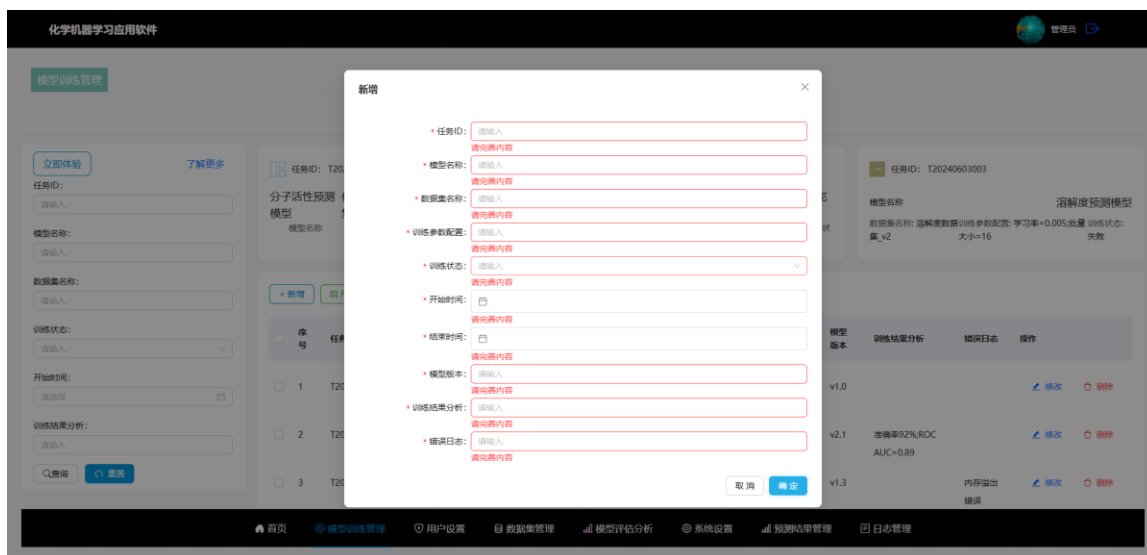 化学机器学习应用软件
管理员
模型训练管理
立即体验
了解更多
任务ID:
请输入
模型名称:
请输入
数据集名称:
请输入
训练状态:
请输入
开始时间:
请选择
训练结果分析:
请输入
查询
重置
任务ID: T20
分子活性预测
模型
模型名称
任务ID: T20240603003
模型名称
溶解度预测模型
数据集名称: 溶解度数据 训练参数配置: 学习率=0.005;批量 训练状态:
集_v2 大小=16 失败
+ 新增
序号
模型版本
训练结果分析
错误日志
操作
1 T20 v1.0 修改 删除
2 T20 v2.1 准确率92%;ROC 修改 删除
AUC=0.89
3 T20 v1.3 内存溢出 修改 删除
错误
新增
* 任务ID: 请输入
请完善内容
* 模型名称: 请输入
请完善内容
* 数据集名称: 请输入
请完善内容
* 训练参数配置: 请输入
请完善内容
* 训练状态: 请输入
请完善内容
* 开始时间:
请完善内容
* 结束时间:
请完善内容
* 模型版本: 请输入
请完善内容
* 训练结果分析: 请输入
请完善内容
* 错误日志: 请输入
请完善内容
取消
确定
首页 模型训练管理 用户设置 数据集管理 模型评估分析 系统设置 预测结果管理 日志管理